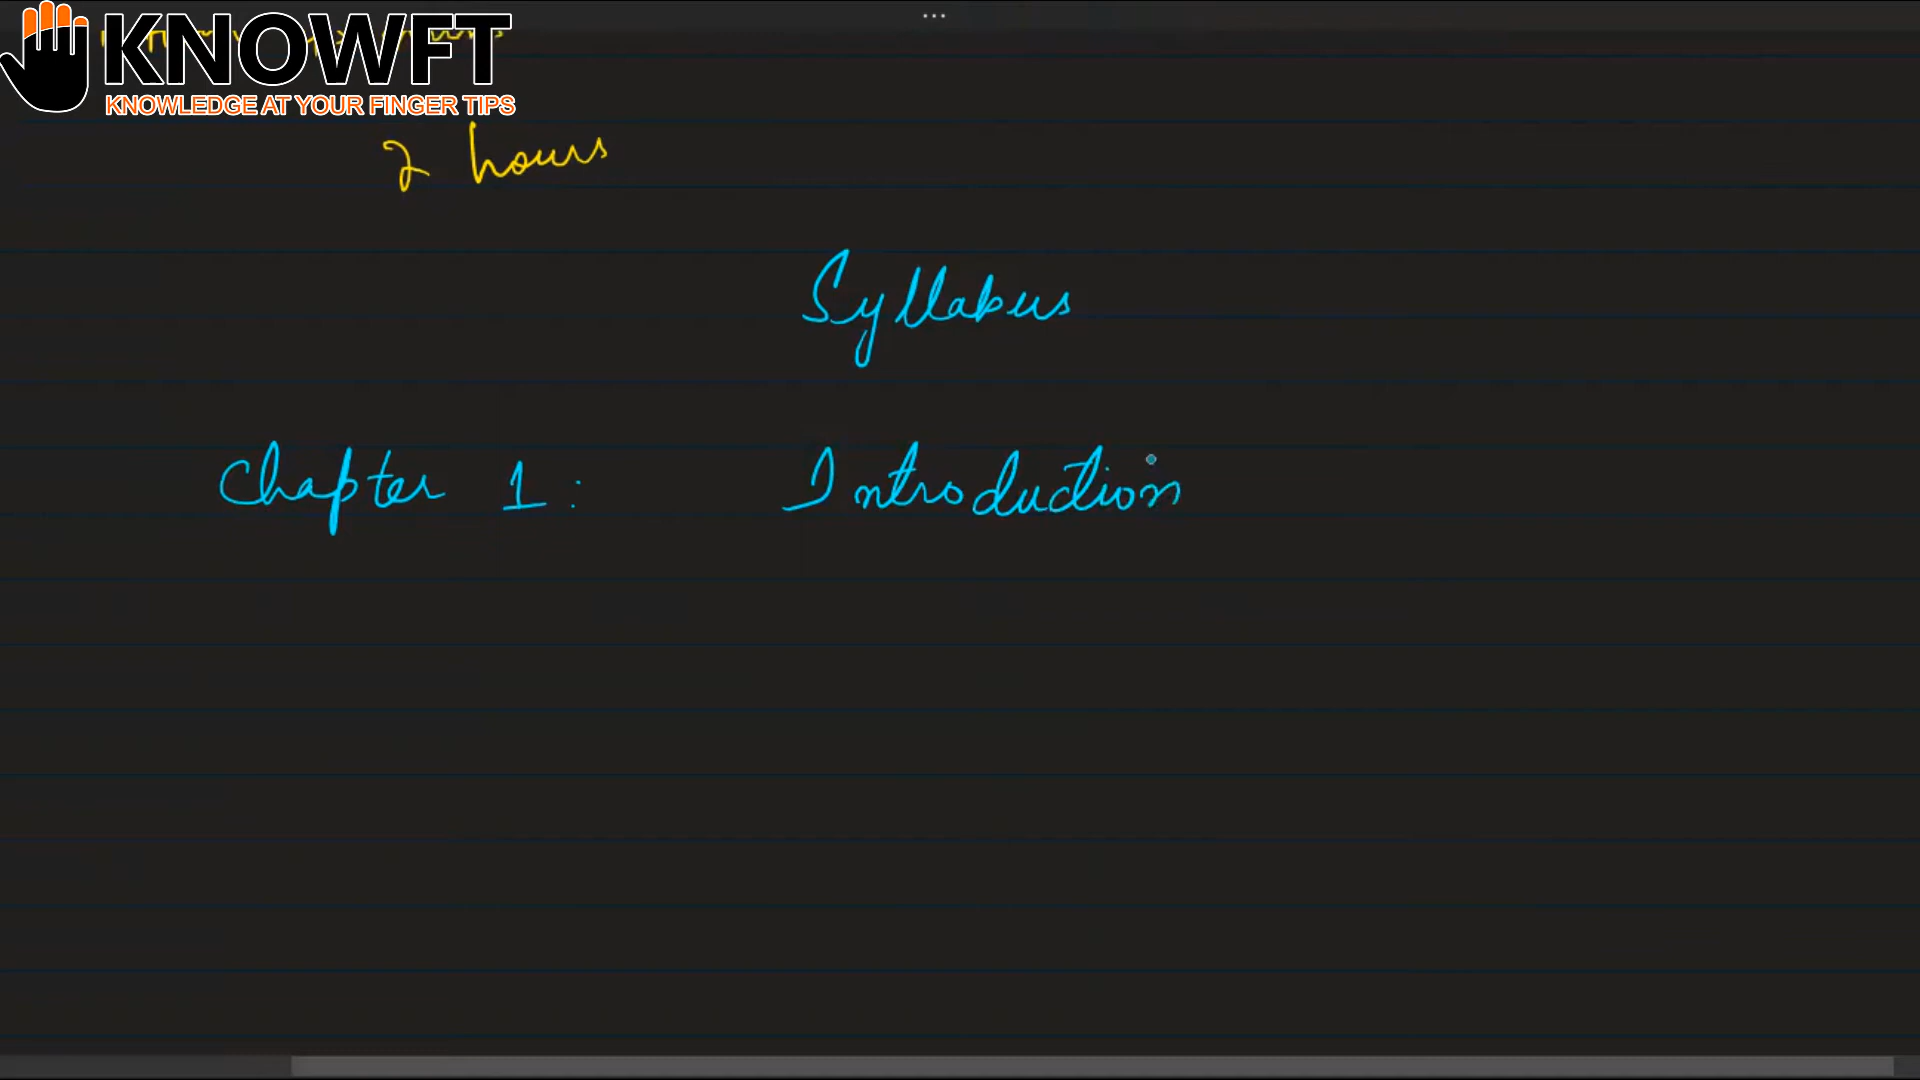 KNOWFT
KNOWLEDGE AT YOUR FINGER TIPS
2 hours
Syllabus
Chapter 1: Introduction